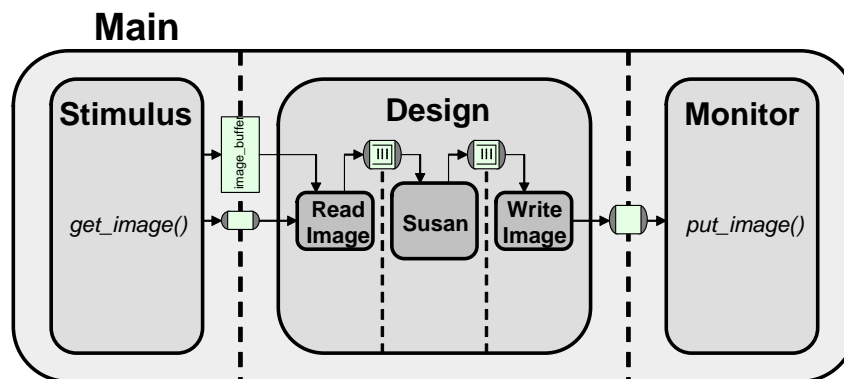 Main
Stimulus
Design
Monitor
image_buffer
Read
Image
Susan
Write
Image
get_image()
put_image()